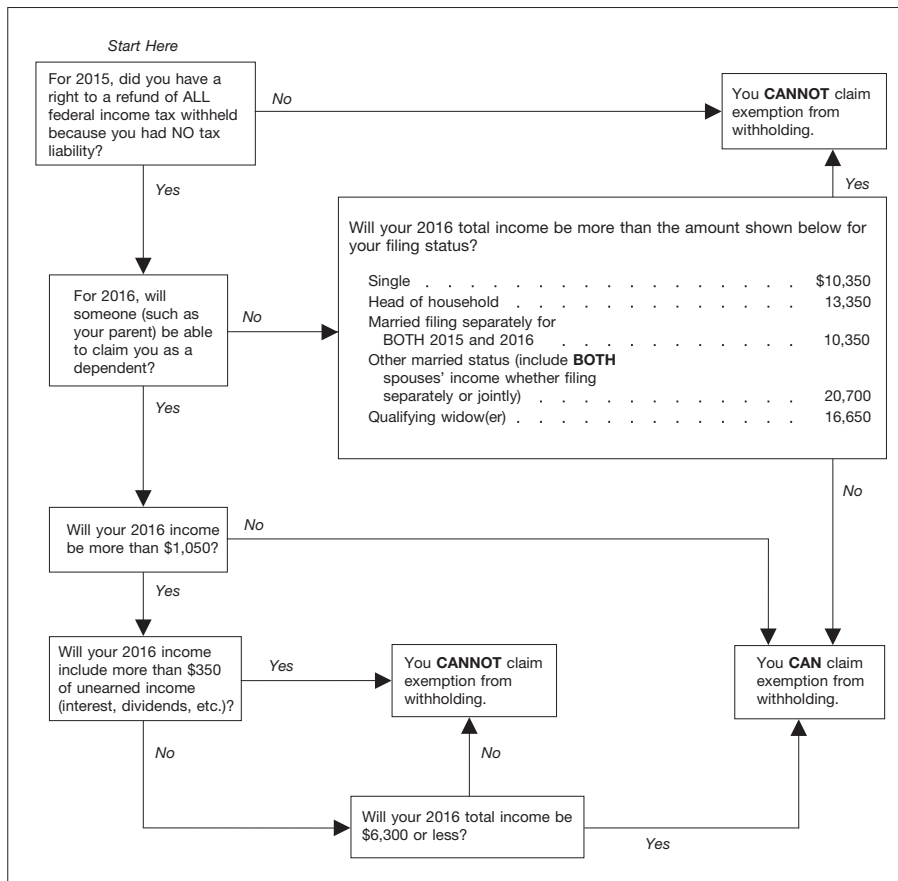 Start Here
For 2015, did you have a
right to a refund of ALL
federal income tax withheld
because you had NO tax
liability?
No
You CANNOT claim
exemption from
withholding.
Yes
Yes
Will your 2016 total income be more than the amount shown below for
your filing status?
Single . . . . . . . . . . . . . . . . . . $10,350
Head of household . . . . . . . . . . . . . . 13,350
Married filing separately for
BOTH 2015 and 2016 . . . . . . . . . . . . 10,350
Other married status (include BOTH
spouses' income whether filing
separately or jointly) . . . . . . . . . . . . . 20,700
Qualifying widow(er) . . . . . . . . . . . . . . 16,650
For 2016, will
someone (such as
your parent) be able
to claim you as a
dependent?
No
Yes
No
Will your 2016 income
be more than $1,050?
No
Yes
Will your 2016 income
include more than $350
of unearned income
(interest, dividends, etc.)?
Yes
You CANNOT claim
exemption from
withholding.
You CAN claim
exemption from
withholding.
No
No
Will your 2016 total income be
$6,300 or less?
Yes